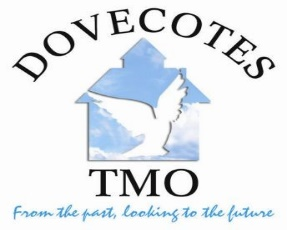 DOVECOTES
TMO
From the past, looking to the future